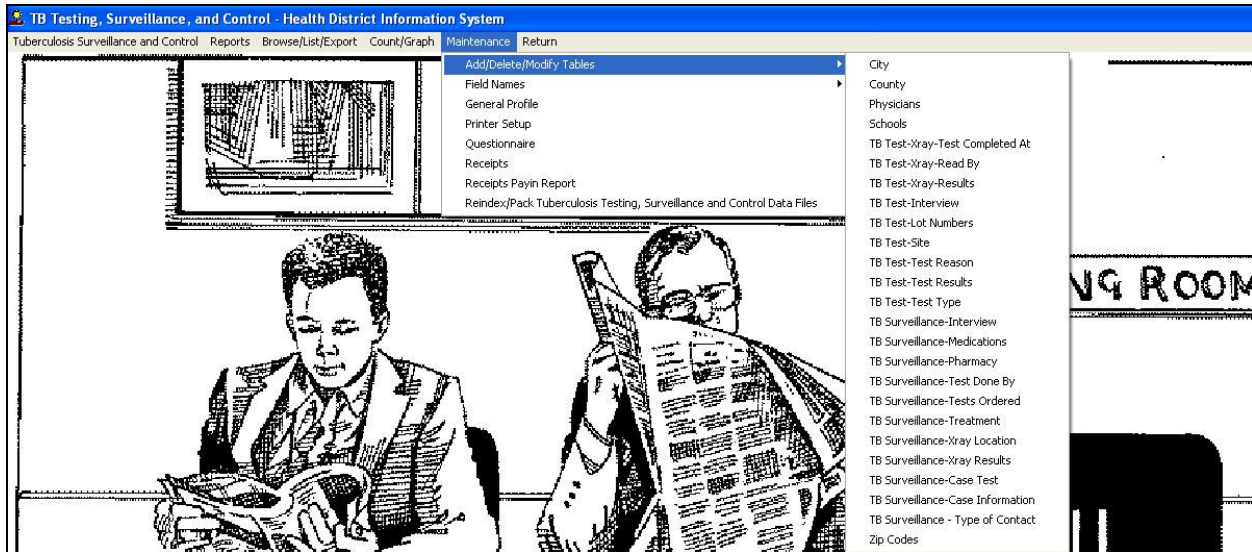 TB Testing, Surveillance, and Control - Health District Information System
Tuberculosis Surveillance and Control Reports Browse/List/Export Count/Graph Maintenance Return
Add/Delete/Modify Tables
Field Names
General Profile
Printer Setup
Questionnaire
Receipts
Receipts Payin Report
Reindex/Pack Tuberculosis Testing, Surveillance and Control Data Files
City
County
Physicians
Schools
TB Test-Xray-Test Completed At
TB Test-Xray-Read By
TB Test-Xray-Results
TB Test-Interview
TB Test-Lot Numbers
TB Test-Site
TB Test-Test Reason
TB Test-Test Results
TB Test-Test Type
TB Surveillance-Interview
TB Surveillance-Medications
TB Surveillance-Pharmacy
TB Surveillance-Test Done By
TB Surveillance-Tests Ordered
TB Surveillance-Treatment
TB Surveillance-Xray Location
TB Surveillance-Xray Results
TB Surveillance-Case Test
TB Surveillance-Case Information
TB Surveillance - Type of Contact
Zip Codes
NG ROOM